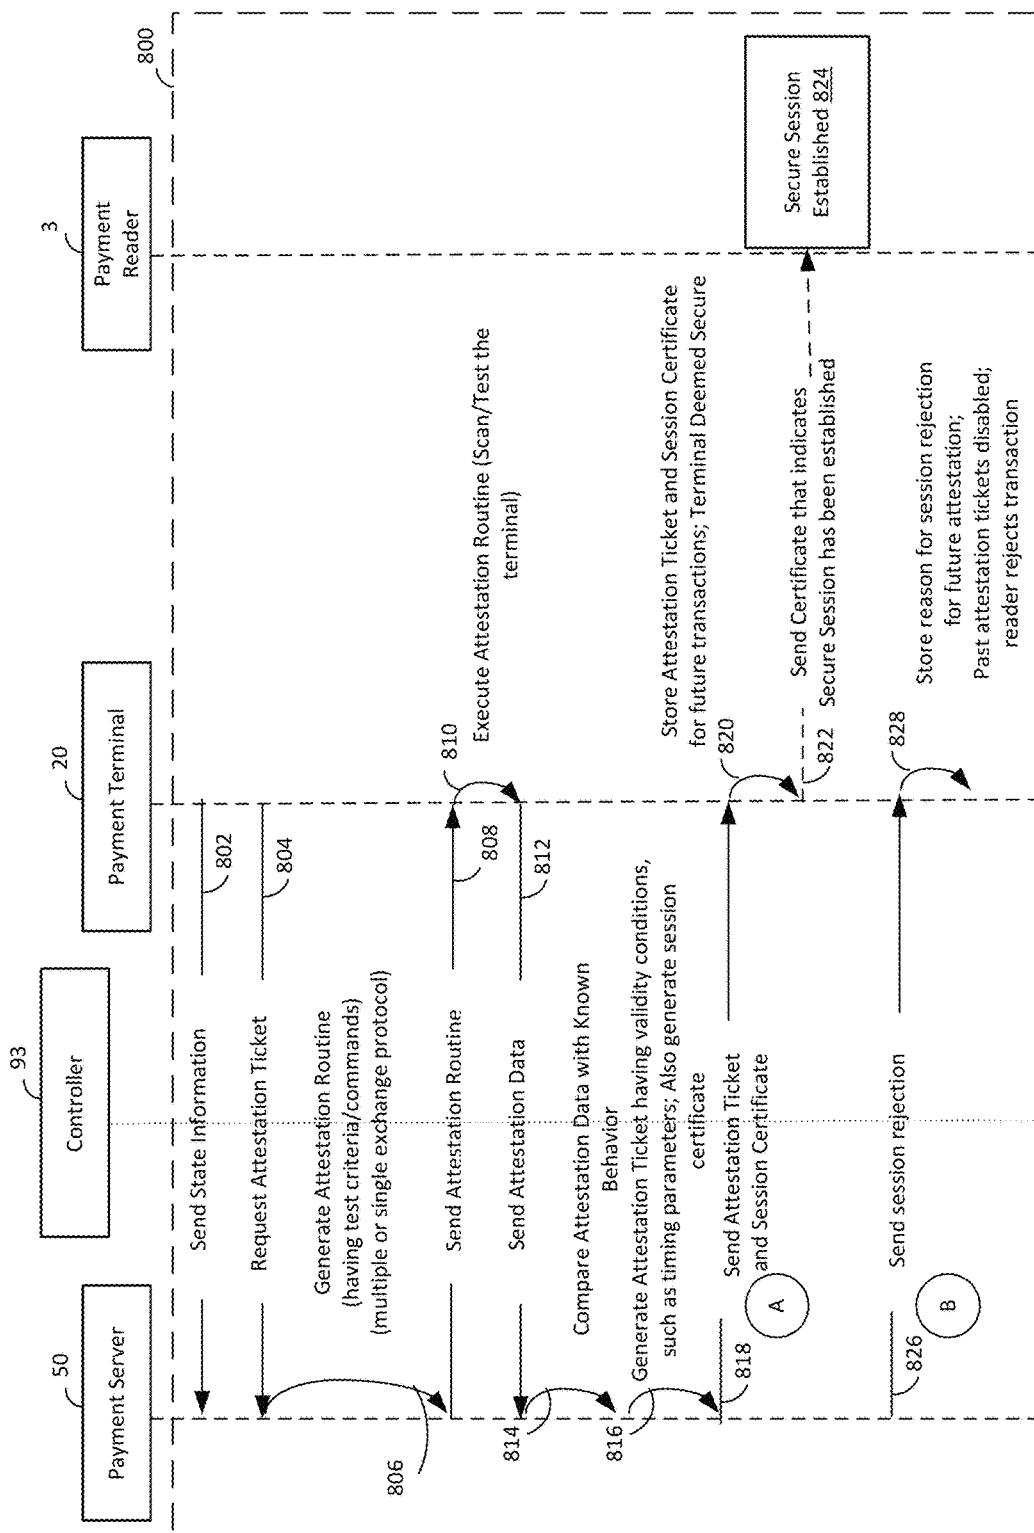 800
50
Payment Server
93
Controller
20
Payment Terminal
3
Payment
Reader
Send State Information
802
Request Attestation Ticket
804
Generate Attestation Routine
(having test criteria/commands)
(multiple or single exchange protocol)
806
Send Attestation Routine
808
810
Execute Attestation Routine (Scan/Test the
terminal)
Send Attestation Data
812
814
Compare Attestation Data with Known
Behavior
816
Generate Attestation Ticket having validity conditions,
such as timing parameters; Also generate session
certificate
818
A
Send Attestation Ticket
and Session Certificate
820
Store Attestation Ticket and Session Certificate
for future transactions; Terminal Deemed Secure
822
Send Certificate that indicates
Secure Session has been established
Secure Session
Established 824
826
B
Send session rejection
828
Store reason for session rejection
for future attestation;
Past attestation tickets disabled;
reader rejects transaction